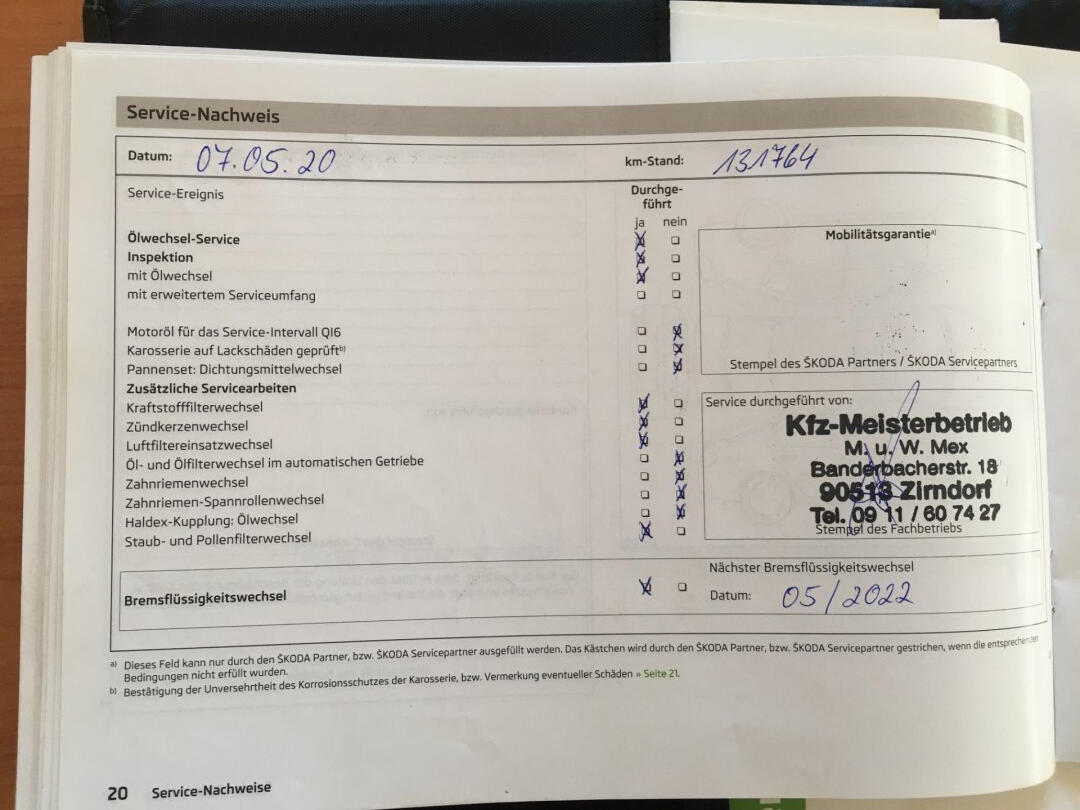 Service-Nachweis
Datum: 07.05.20 km-Stand: 131764
Service-Ereignis
Durchge-
führt
ja nein
Ölwechsel-Service
Inspektion
mit Ölwechsel
mit erweitertem Serviceumfang
Motoröl für das Service-Intervall QI6
Karosserie auf Lackschäden geprüft b)
Pannenset: Dichtungsmittelwechsel
Zusätzliche Servicearbeiten
Kraftstofffilterwechsel
Zündkerzenwechsel
Luftfiltereinsatzwechsel
Öl- und Ölfilterwechsel im automatischen Getriebe
Zahnriemenwechsel
Zahnriemen-Spannrollenwechsel
Haldex-Kupplung: Ölwechsel
Staub- und Pollenfilterwechsel
Mobilitätsgarantie a)
Stempel des ŠKODA Partners / ŠKODA Servicepartners
Service durchgeführt von:
Kfz-Meisterbetrieb
M. u. W. Mex
Banderbacherstr. 18
90513 Zirndorf
Tel. 09 11 / 60 74 27
Stempel des Fachbetriebs
Bremsflüssigkeitswechsel
Nächster Bremsflüssigkeitswechsel
Datum: 05/2022
a) Dieses Feld kann nur durch den ŠKODA Partner, bzw. ŠKODA Servicepartner ausgefüllt werden. Das Kästchen wird durch den ŠKODA Partner, bzw. ŠKODA Servicepartner gestrichen, wenn die entsprechenden
Bedingungen nicht erfüllt wurden.
b) Bestätigung der Unversehrtheit des Korrosionsschutzes der Karosserie, bzw. Vermerkung eventueller Schäden » Seite 21.
20 Service-Nachweise